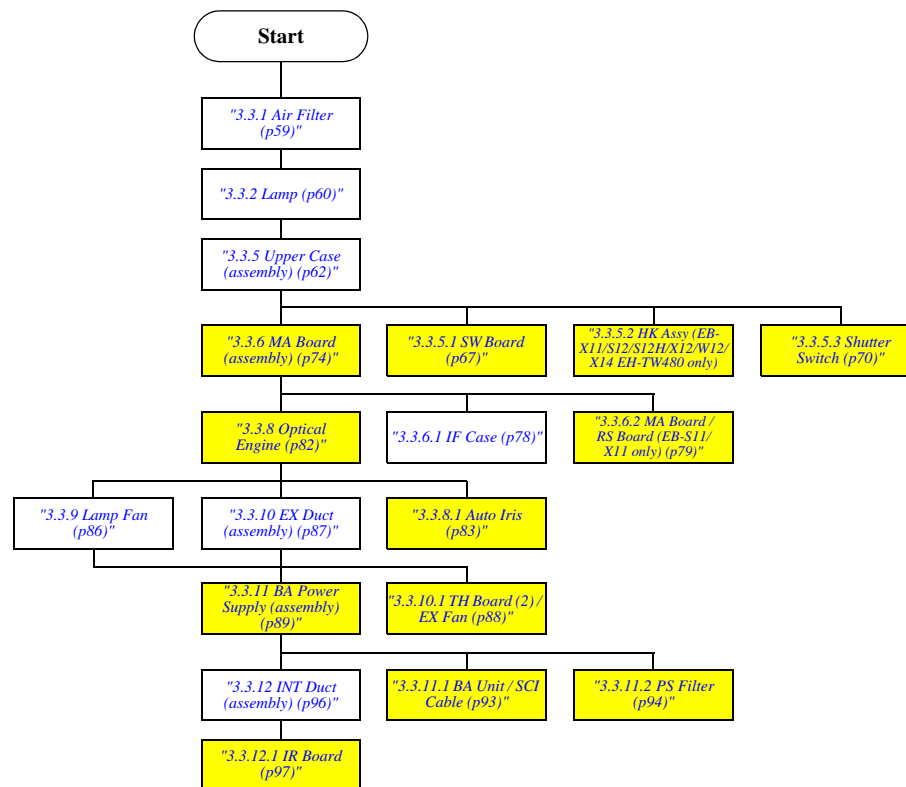 Start
"3.3.1 Air Filter
(p59)"
"3.3.2 Lamp (p60)"
"3.3.5 Upper Case
(assembly) (p62)"
"3.3.6 MA Board
(assembly) (p74)"
"3.3.5.1 SW Board
(p67)"
"3.3.5.2 HK Assy (EB-
X11/S12/S12H/X12/W12/
X14 EH-TW480 only)
"3.3.5.3 Shutter
Switch (p70)"
"3.3.8 Optical
Engine (p82)"
"3.3.6.1 IF Case (p78)"
"3.3.6.2 MA Board /
RS Board (EB-S11/
X11 only) (p79)"
"3.3.9 Lamp Fan
(p86)"
"3.3.10 EX Duct
(assembly) (p87)"
"3.3.8.1 Auto Iris
(p83)"
"3.3.11 BA Power
Supply (assembly)
(p89)"
"3.3.10.1 TH Board (2) /
EX Fan (p88)"
"3.3.12 INT Duct
(assembly) (p96)"
"3.3.11.1 BA Unit / SCI
Cable (p93)"
"3.3.11.2 PS Filter
(p94)"
"3.3.12.1 IR Board
(p97)"